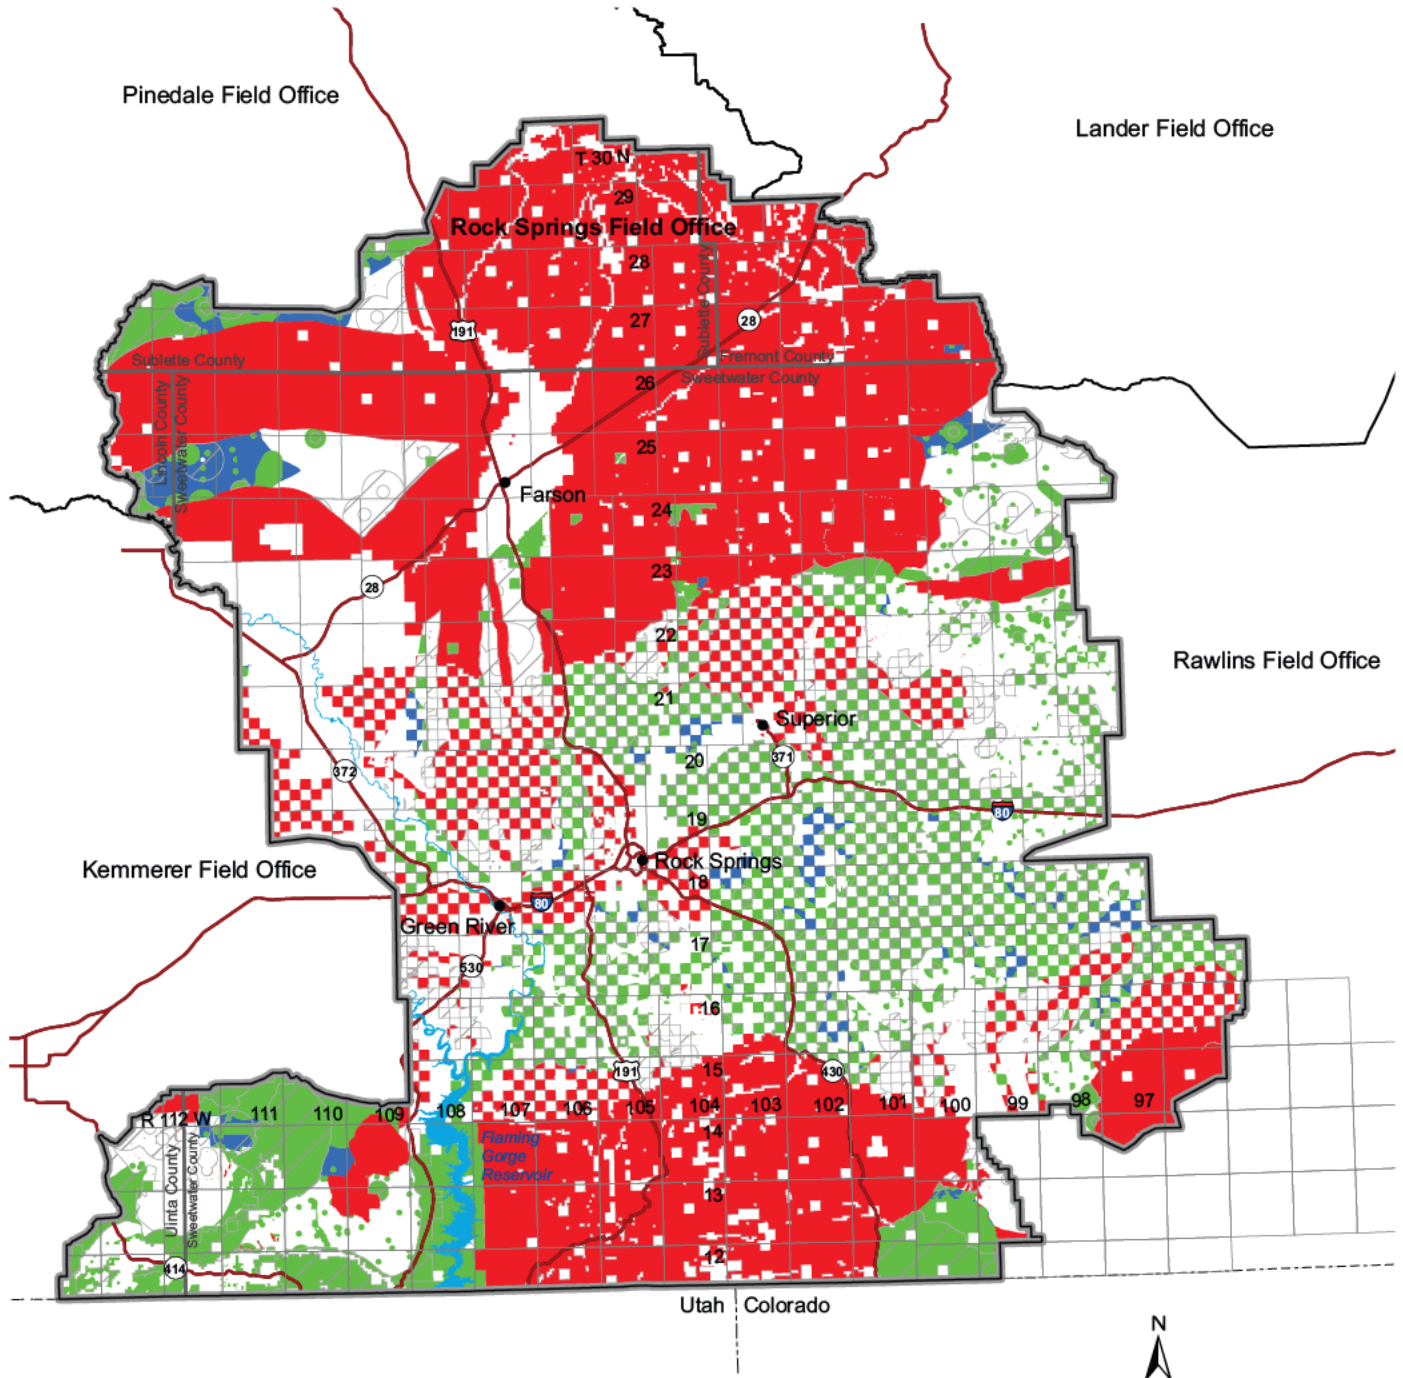 Pinedale Field Office
Lander Field Office
T 30 N
29
Rock Springs Field Office
28
Sublette County
27
191
28
Sublette County
Fremont County
26
Sweetwater County
Lincoln County
Sweetwater County
25
Farson
24
23
28
22
Rawlins Field Office
21
Superior
20
371
372
19
80
Rock Springs
Kemmerer Field Office
18
80
Green River
17
530
16
15
191
430
R 112 W
111
110
109
108
107
106
105
104
103
102
101
100
99
98
97
14
Flaming
Gorge
Reservoir
Uinta County
Sweetwater County
13
12
414
Utah
Colorado
N